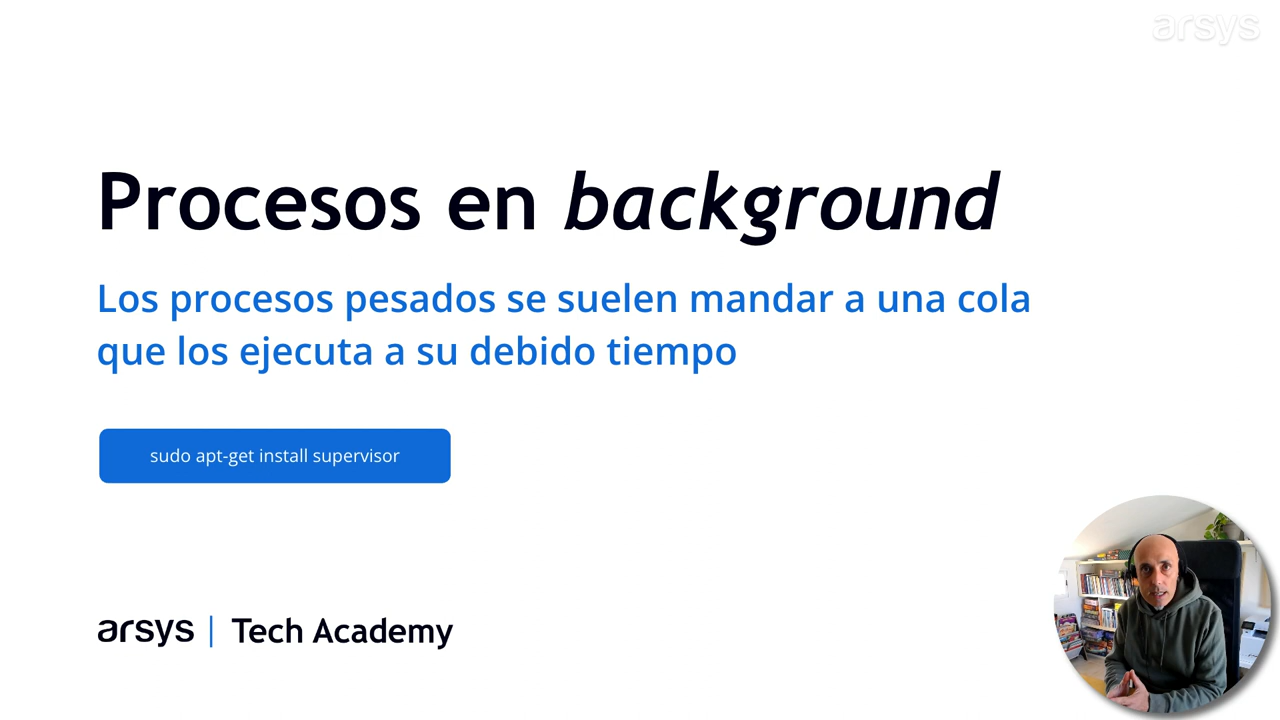 arsys
Procesos en background
Los procesos pesados se suelen mandar a una cola
que los ejecuta a su debido tiempo
sudo apt-get install supervisor
arsys | Tech Academy